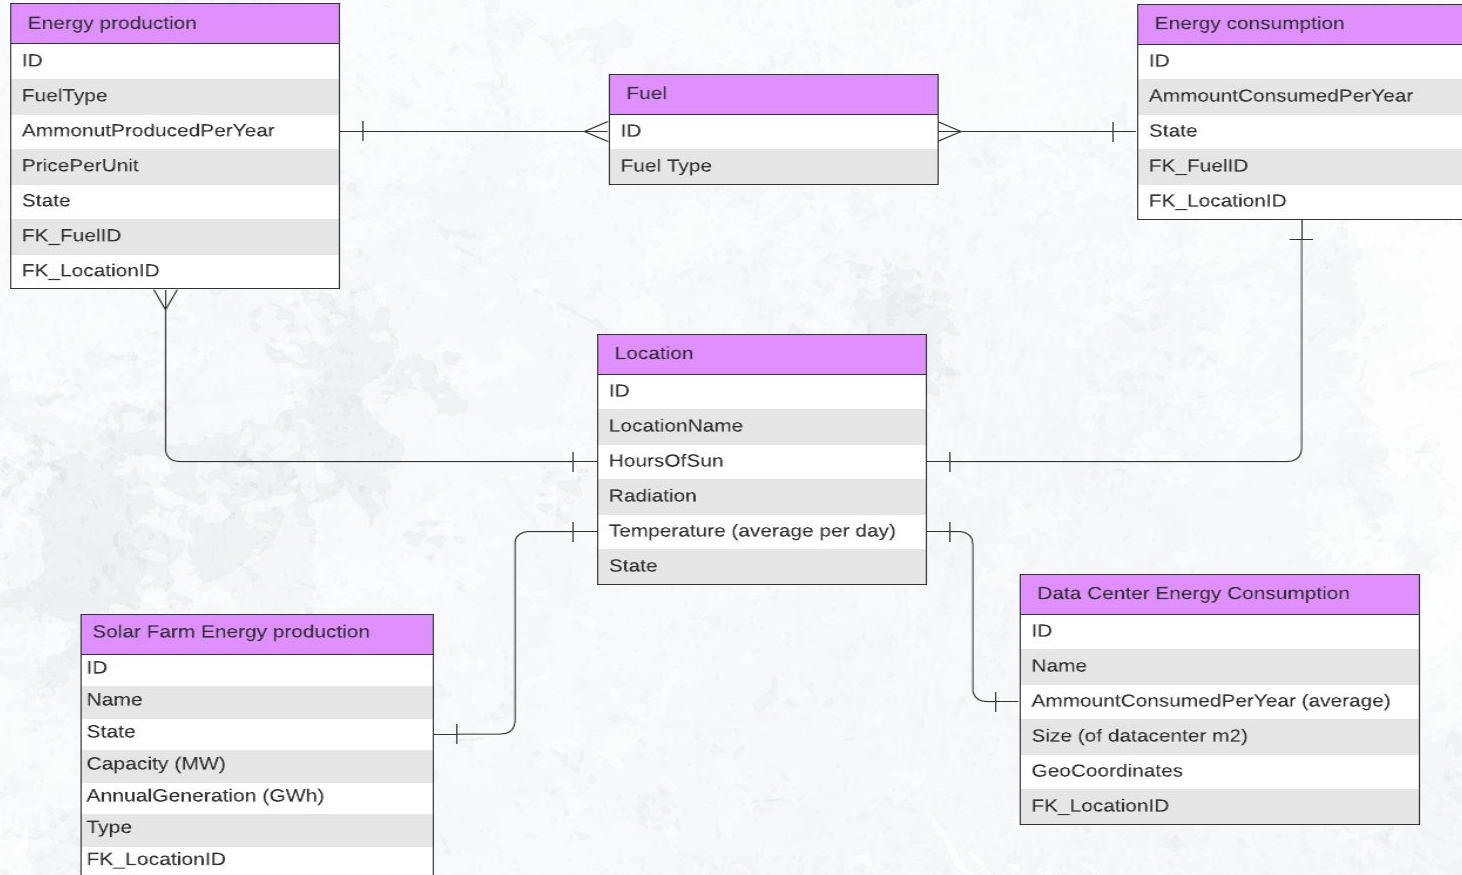 Energy production
ID
FuelType
AmmonutProducedPerYear
PricePerUnit
State
FK_FuelID
FK_LocationID
Fuel
ID
Fuel Type
Energy consumption
ID
AmmountConsumedPerYear
State
FK_FuelID
FK_LocationID
Location
ID
LocationName
HoursOfSun
Radiation
Temperature (average per day)
State
Solar Farm Energy production
ID
Name
State
Capacity (MW)
AnnualGeneration (GWh)
Type
FK_LocationID
Data Center Energy Consumption
ID
Name
AmmountConsumedPerYear (average)
Size (of datacenter m2)
GeoCoordinates
FK_LocationID